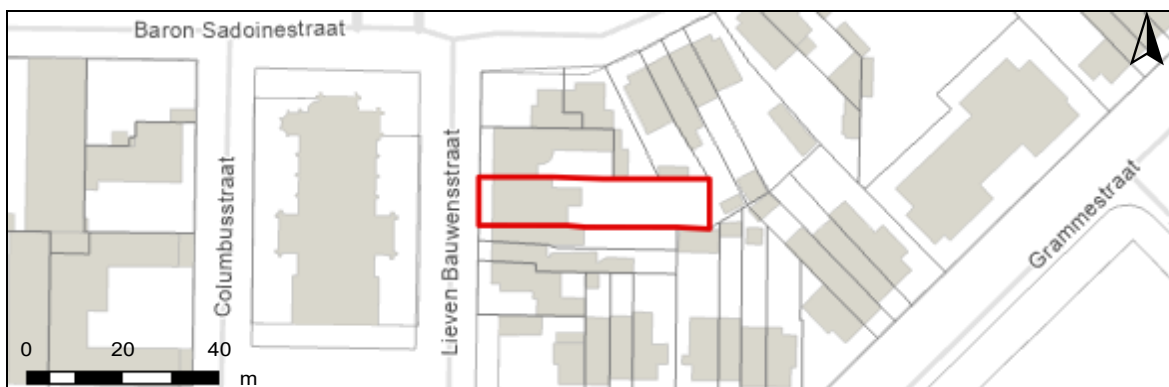 Baron Sadoinestraat
Columbusstraat
Lieven Bauwensstraat
Grammestraat
0 20 40
m